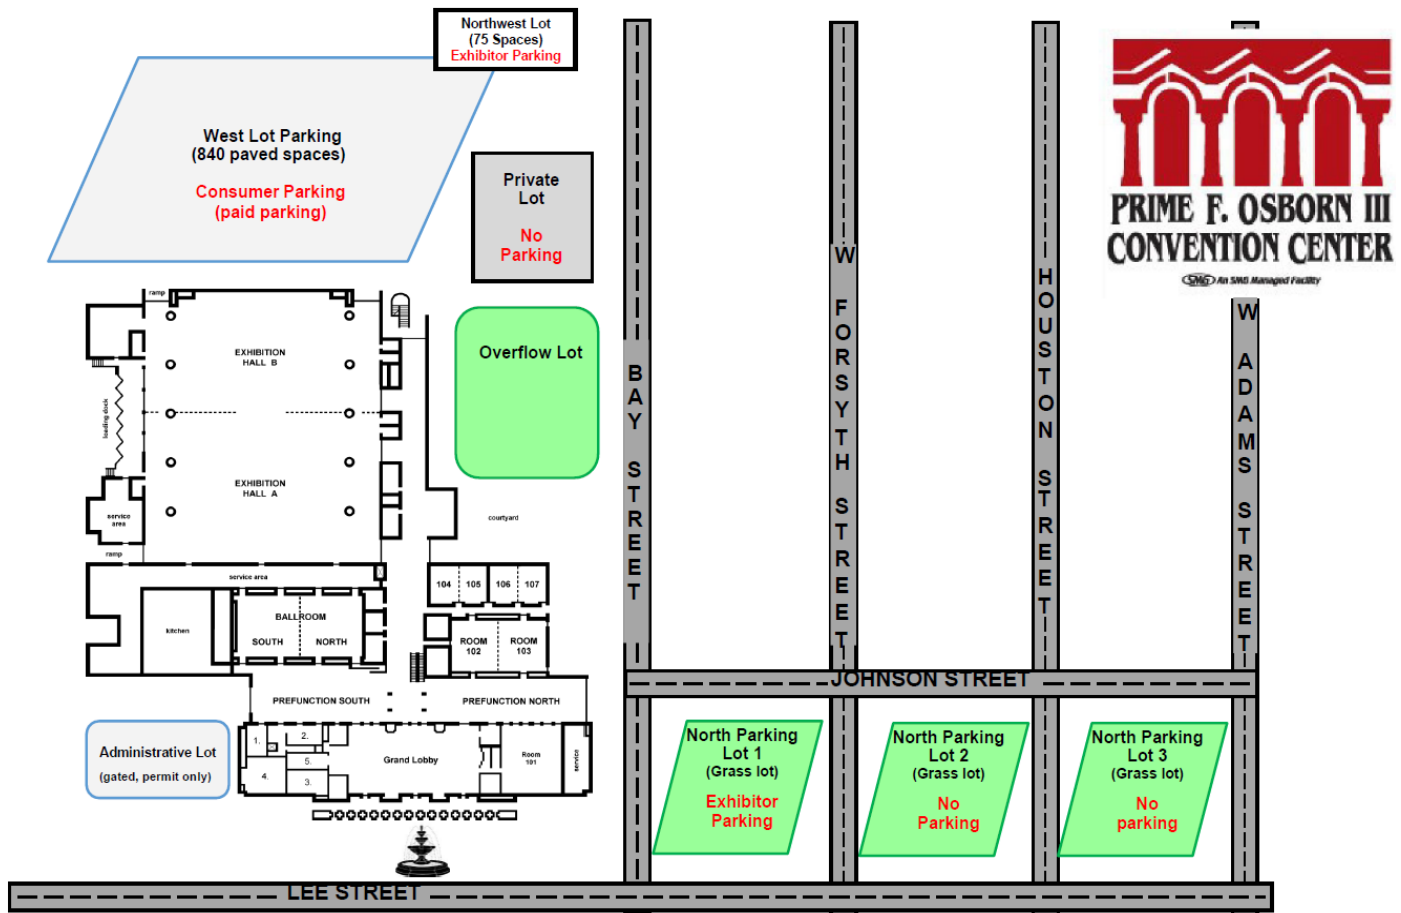 Northwest Lot
(75 Spaces)
Exhibitor Parking
West Lot Parking
(840 paved spaces)
Consumer Parking
(paid parking)
Private
Lot
No
Parking
PRIME F. OSBORN III
CONVENTION CENTER
SMG An SMG Managed Facility
ramp
EXHIBITION
HALL B
Overflow Lot
loading dock
EXHIBITION
HALL A
service
area
courtyard
ramp
service area
104
105
106
107
BALLROOM
SOUTH
NORTH
kitchen
ROOM
102
ROOM
103
PREFUNCTION SOUTH
PREFUNCTION NORTH
1.
2.
5.
4.
3.
Grand Lobby
Room
101
service
Administrative Lot
(gated, permit only)
BAY STREET
W FORSYTH STREET
HOUSTON STREET
W ADAMS STREET
JOHNSON STREET
North Parking
Lot 1
(Grass lot)
Exhibitor
Parking
North Parking
Lot 2
(Grass lot)
No
Parking
North Parking
Lot 3
(Grass lot)
No
parking
LEE STREET